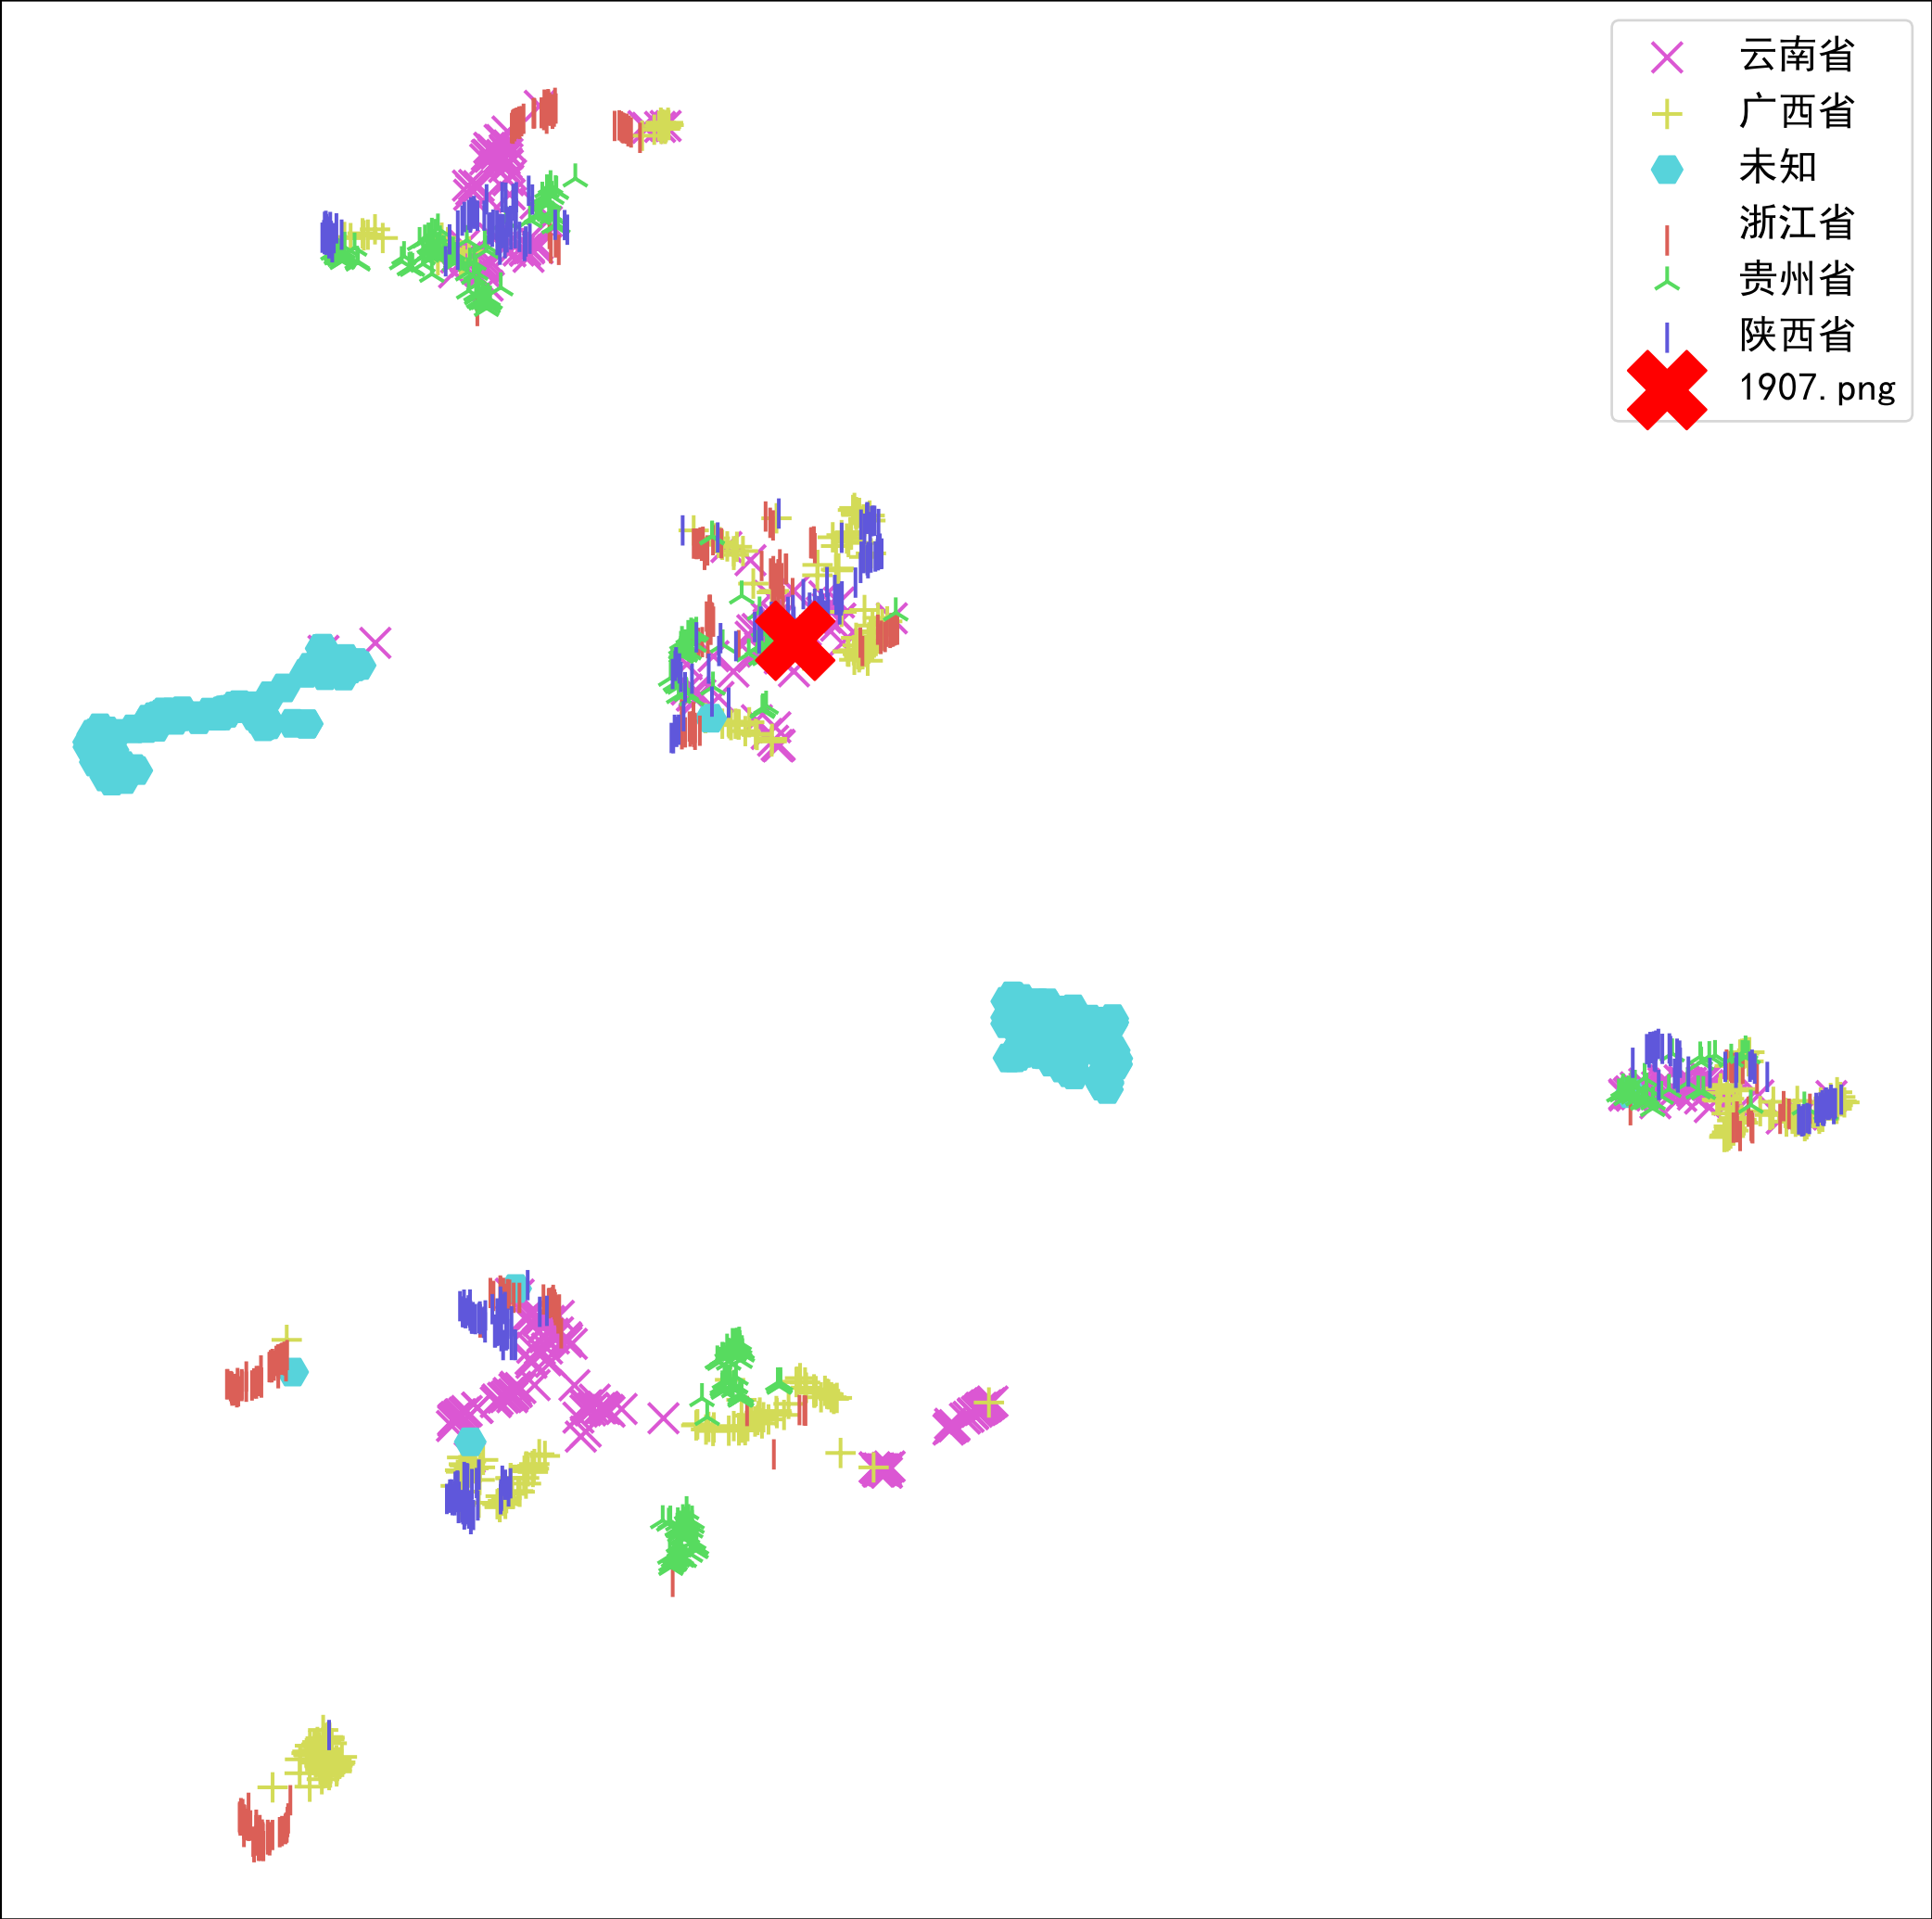 云南省
广西省
未知
浙江省
贵州省
陕西省
1907.png